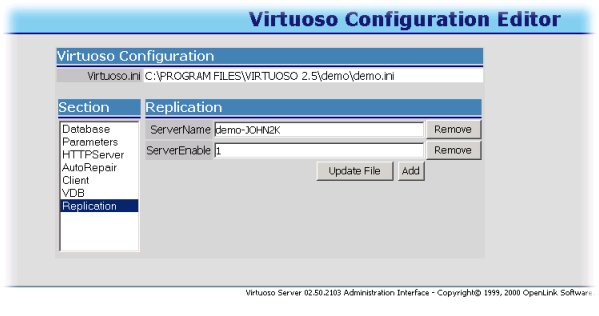 Virtuoso Configuration Editor
Virtuoso Configuration
Virtuoso.ini C:\PROGRAM FILES\VIRTUOSO 2.5\demo\demo.ini
Section
Replication
Database
Parameters
HTTPServer
AutoRepair
Client
VDB
Replication
ServerName demo-JOHN2K Remove
ServerEnable 1 Remove
Update File Add
Virtuoso Server 02.50.2103 Administration Interface - Copyright© 1999, 2000 OpenLink Software